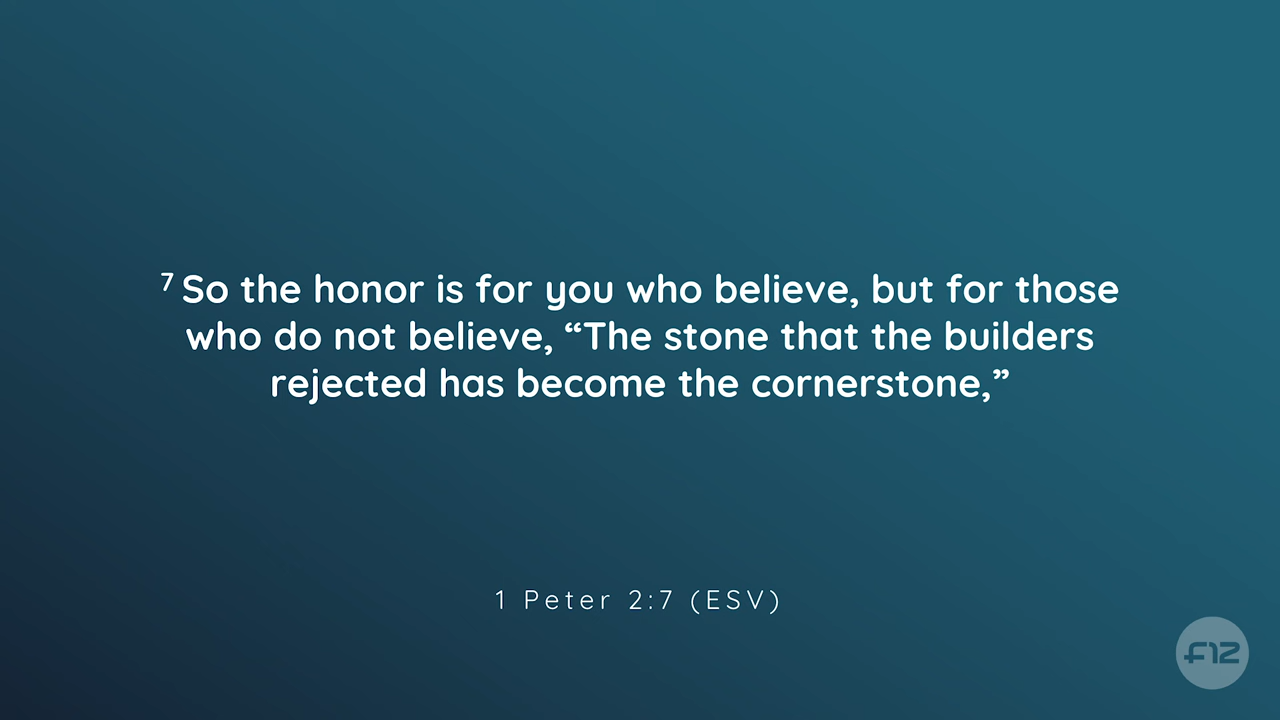 7 So the honor is for you who believe, but for those
who do not believe, “The stone that the builders
rejected has become the cornerstone,”
1 Peter 2:7 (ESV)
F12